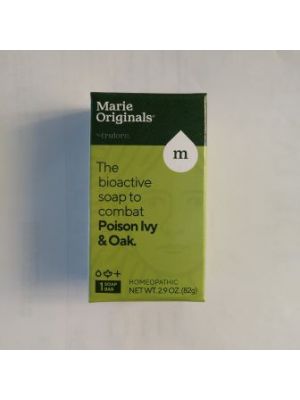 Marie
Originals®
m
The
bioactive
soap to
combat
Poison Ivy
& Oak.
1 SOAP
BAR
HOMEOPATHIC
NET WT. 2.9 OZ. (82g)